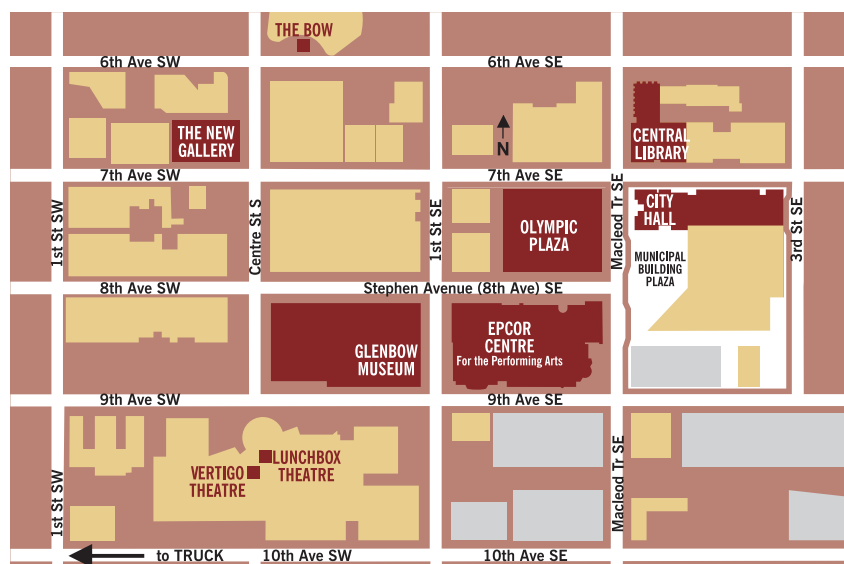 THE BOW
6th Ave SW
6th Ave SE
THE NEW
GALLERY
N
CENTRAL
LIBRARY
7th Ave SW
7th Ave SE
1st St SW
Centre St S
1st St SE
Macleod Tr SE
3rd St SE
CITY
HALL
OLYMPIC
PLAZA
MUNICIPAL
BUILDING
PLAZA
8th Ave SW
Stephen Avenue (8th Ave) SE
GLENBOW
MUSEUM
EPCOR
CENTRE
For the Performing Arts
9th Ave SW
9th Ave SE
LUNCHBOX
THEATRE
VERTIGO
THEATRE
1st St SW
Macleod Tr SE
to TRUCK
10th Ave SW
10th Ave SE